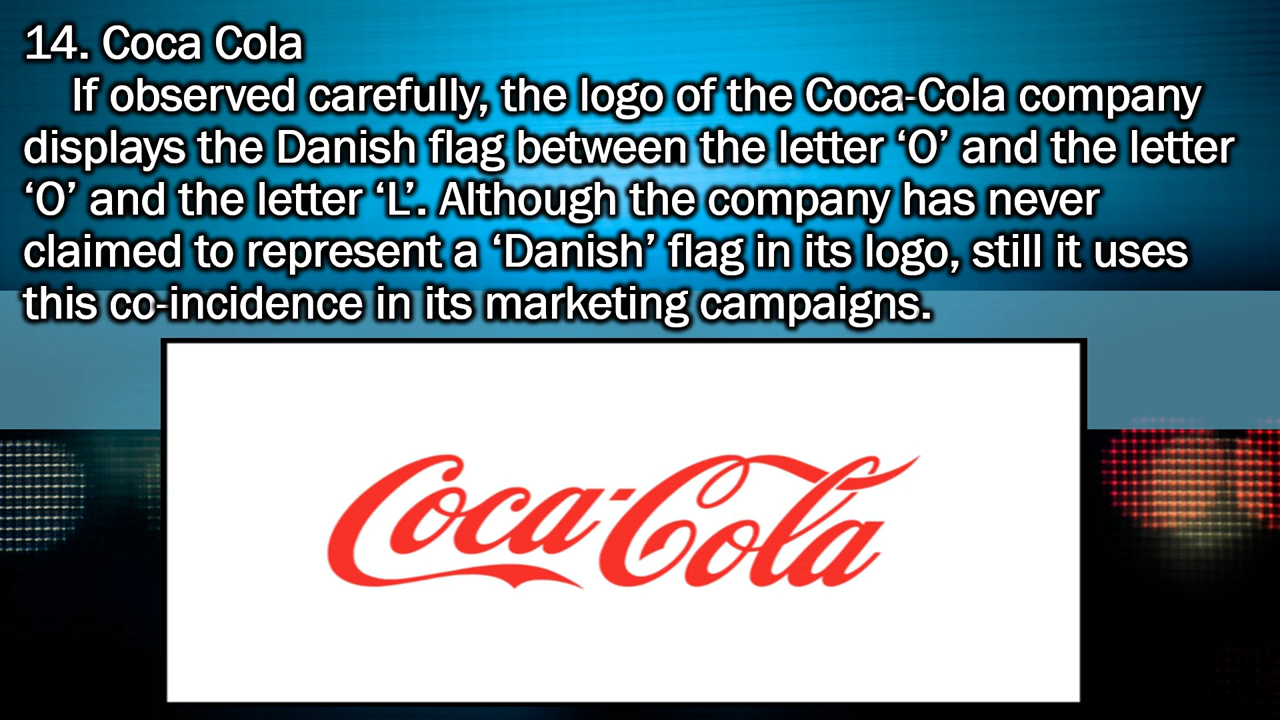 14. Coca Cola
If observed carefully, the logo of the Coca-Cola company
displays the Danish flag between the letter ‘O’ and the letter
‘O’ and the letter ‘L’. Although the company has never
claimed to represent a ‘Danish’ flag in its logo, still it uses
this co-incidence in its marketing campaigns.
Coca-Cola